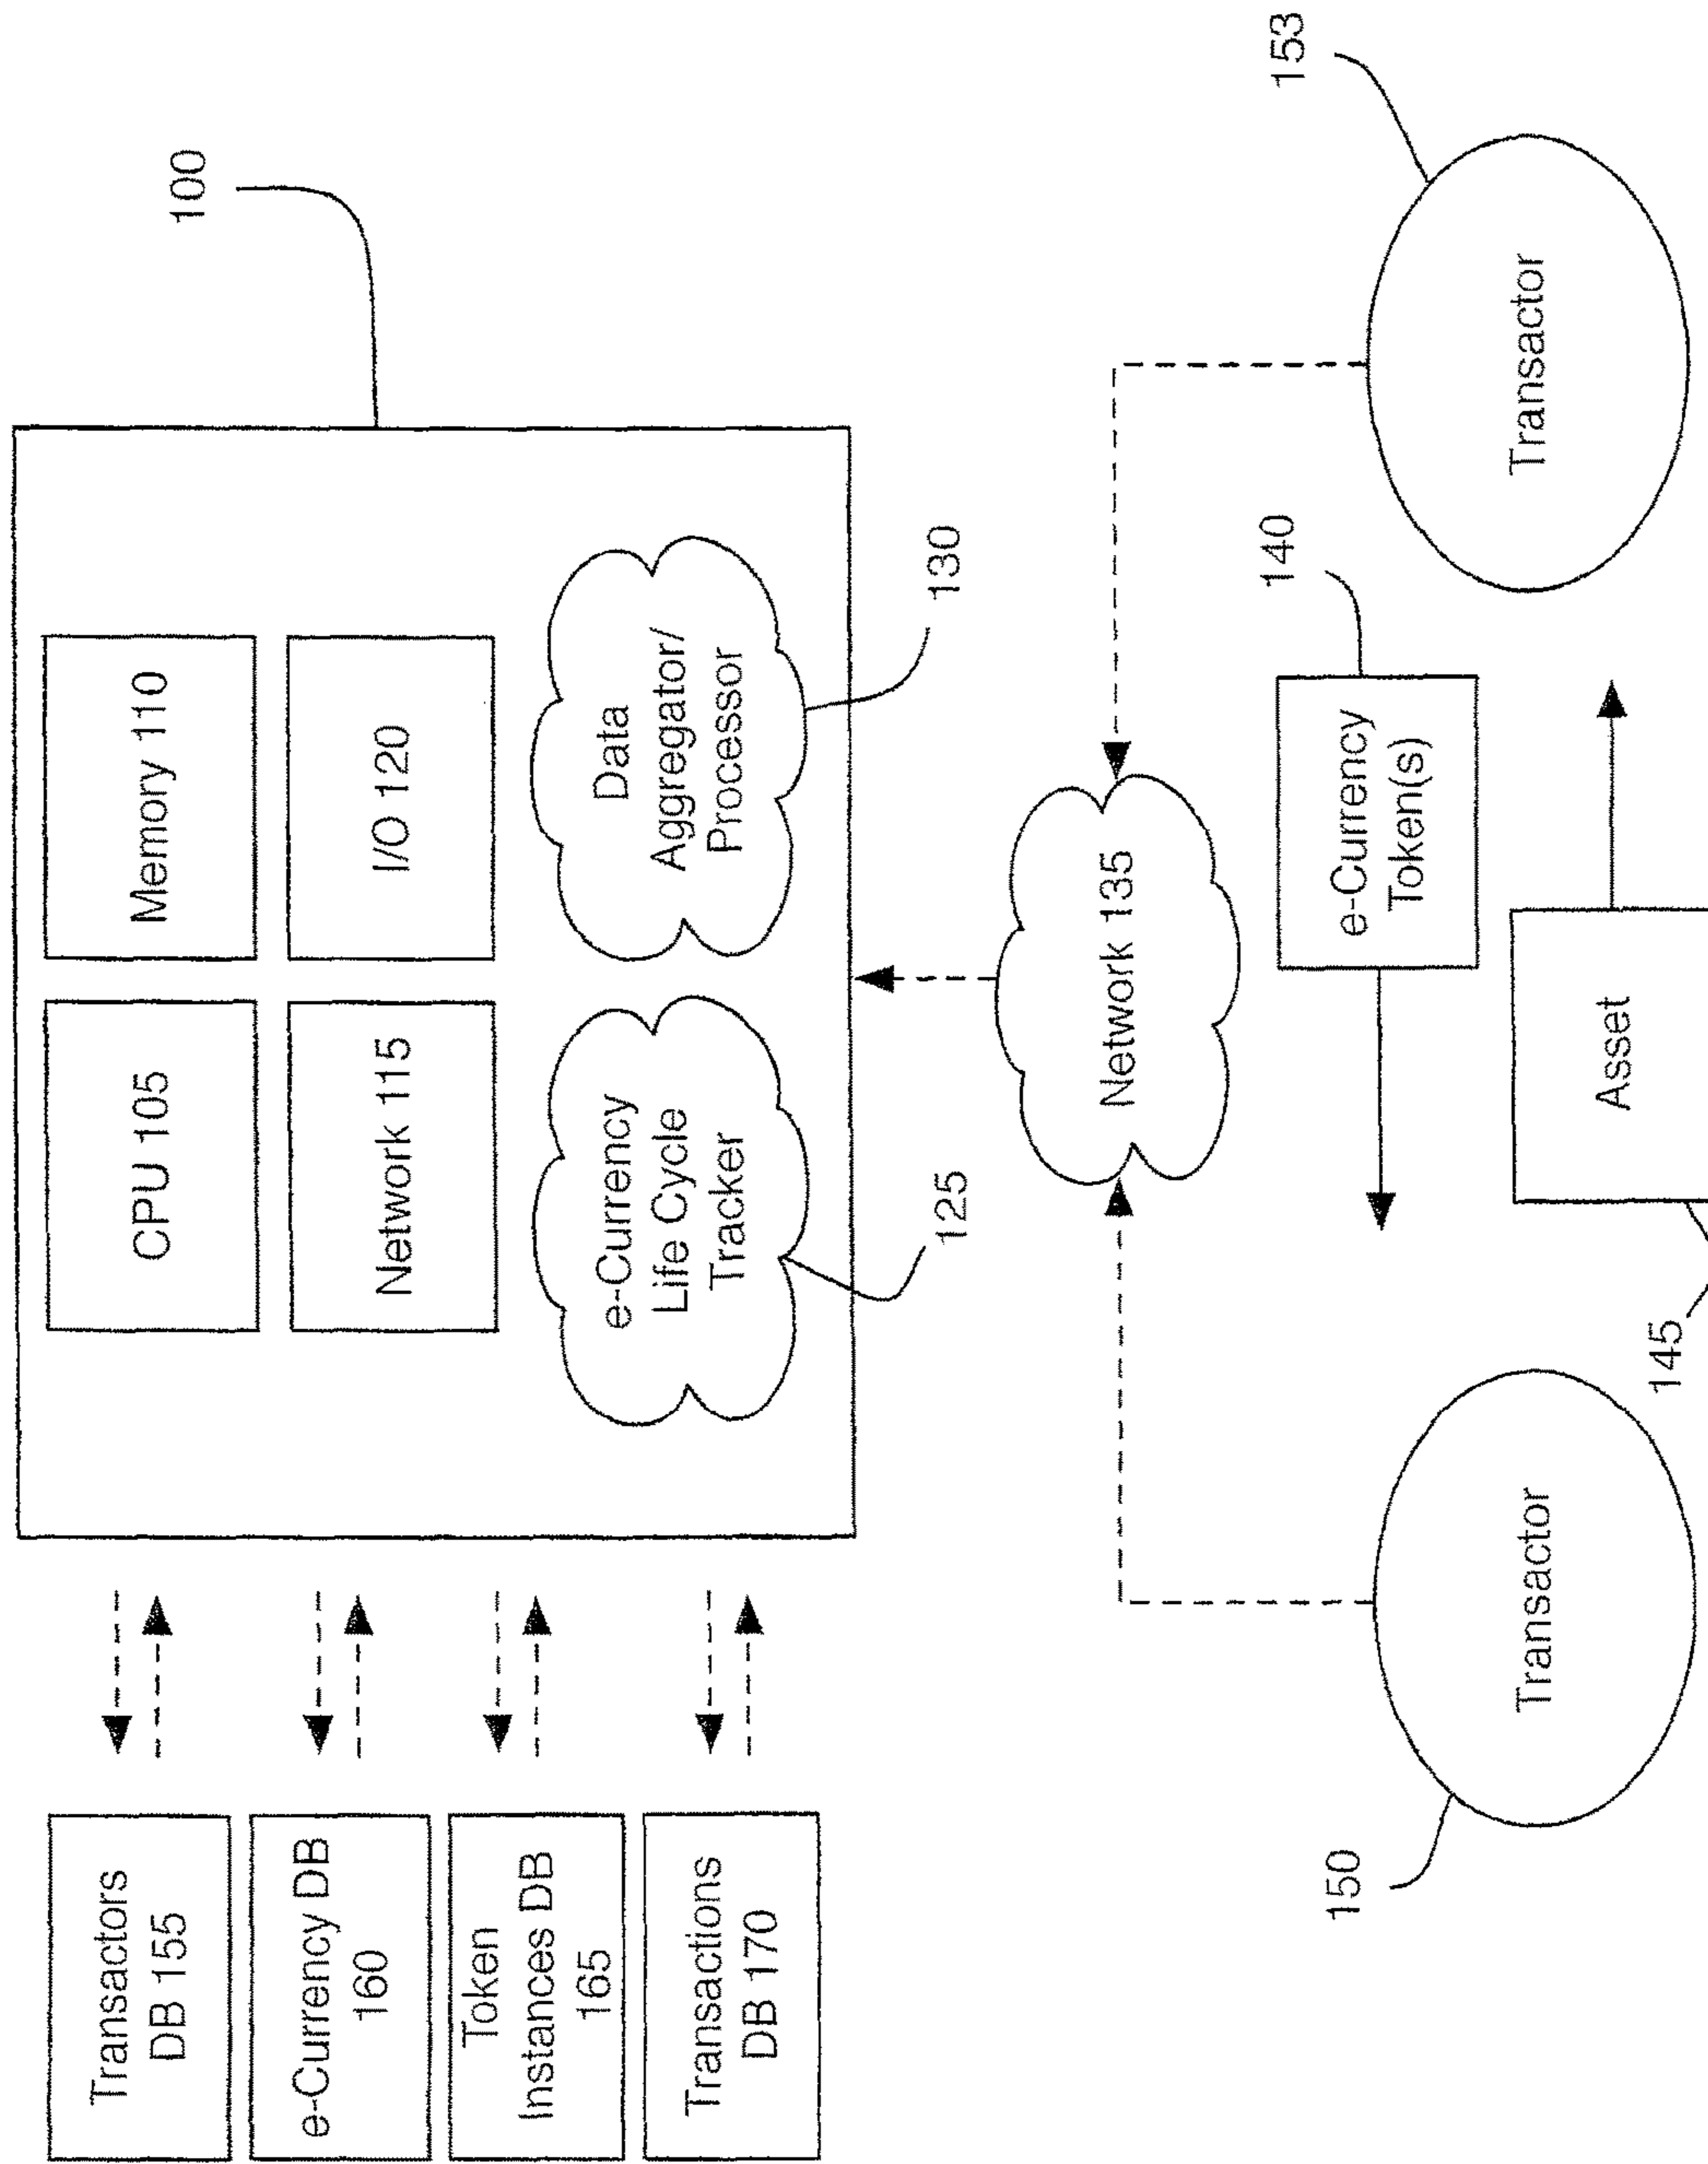 100
Transactors
DB 155
e-Currency DB
160
Token
Instances DB
165
Transactions
DB 170
CPU 105
Memory 110
Network 115
I/O 120
e-Currency
Life Cycle
Tracker
Data
Aggregator/
Processor
125
130
Network 135
140
e-Currency
Token(s)
153
Transactor
150
Transactor
Asset
145